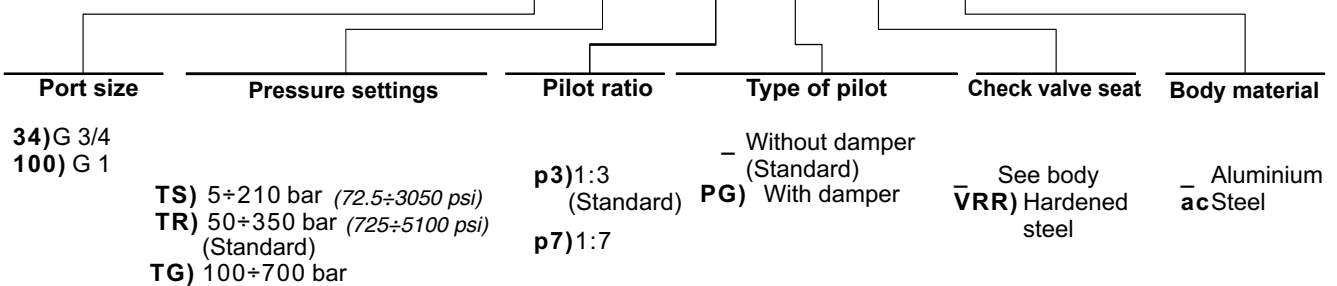 Port size
Pressure settings
Pilot ratio
Type of pilot
Check valve seat
Body material
34)G 3/4
100) G 1
TS) 5÷210 bar (72.5÷3050 psi)
TR) 50÷350 bar (725÷5100 psi)
(Standard)
TG) 100÷700 bar
p3)1:3
(Standard)
p7)1:7
_ Without damper
(Standard)
PG) With damper
_ See body
VRR) Hardened
steel
_ Aluminium
acSteel